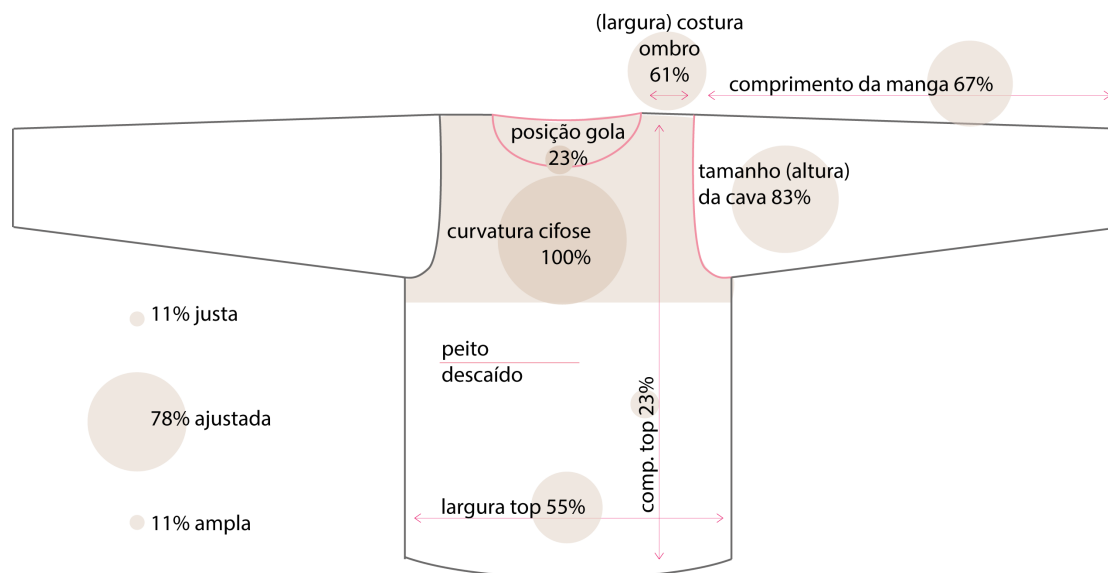 (largura) costura
ombro
61%
comprimento da manga 67%
posição gola
23%
tamanho (altura)
da cava 83%
curvatura cifose
100%
11% justa
peito
descaído
78% ajustada
comp. top 23%
largura top 55%
11% ampla